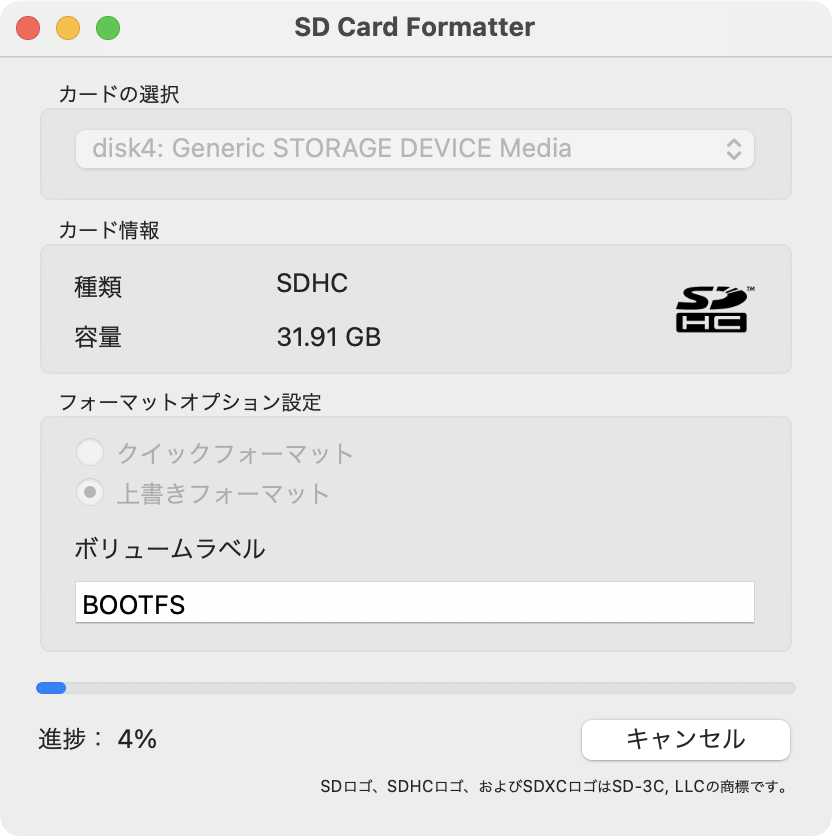 SD Card Formatter
カードの選択
disk4: Generic STORAGE DEVICE Media
カード情報
種類 SDHC
容量 31.91 GB
SD HC ™
フォーマットオプション設定
クイックフォーマット
上書きフォーマット
ボリュームラベル
BOOTFS
進捗： 4%
キャンセル
SDロゴ、SDHCロゴ、およびSDXCロゴはSD-3C, LLCの商標です。